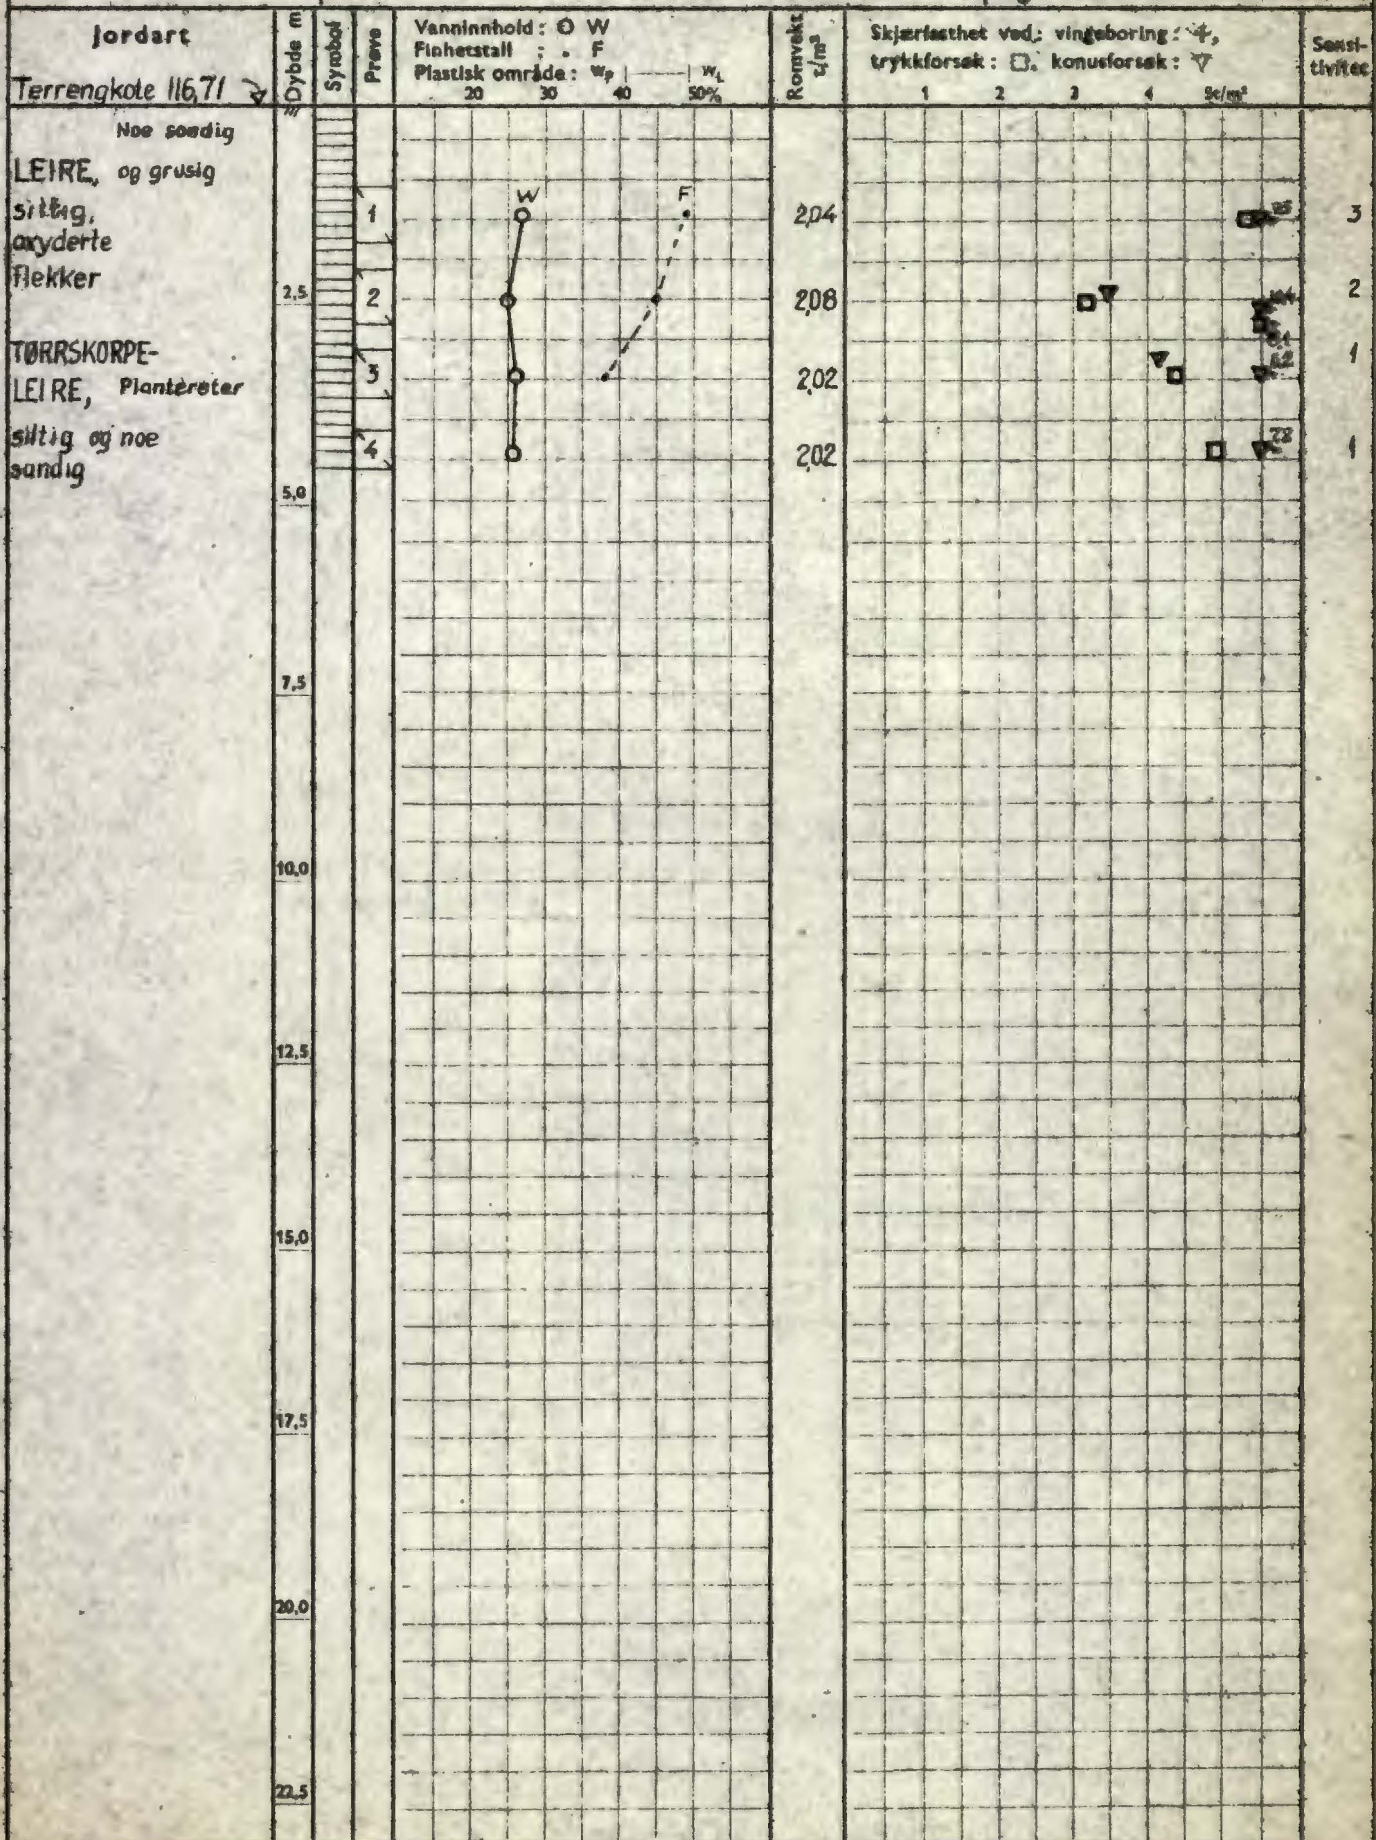 Jordart
Terrengkote 116,71
Dybde m
Symbol
Prøve
Vanninnhold: O W
Finhetstall : . F
Plastisk område: wP |——| wL
20 30 40 50%
Romvekt t/m³
Skjærfasthet ved: vingeboring: +,
trykkforsøk: □. konusforsøk: ▽
1 2 3 4 5t/m²
Sensi-
tivitet
Noe sandig
LEIRE, og grusig
siltig,
oxyderte
flekker
TØRRSKORPE-
LEIRE, Planterøter
siltig og noe
sandig
W F
1 2,04 3
2,5 2 2,08 2
3 2,02 1
4 2,02 7,8 1
5,0
7,5
10,0
12,5
15,0
17,5
20,0
22,5